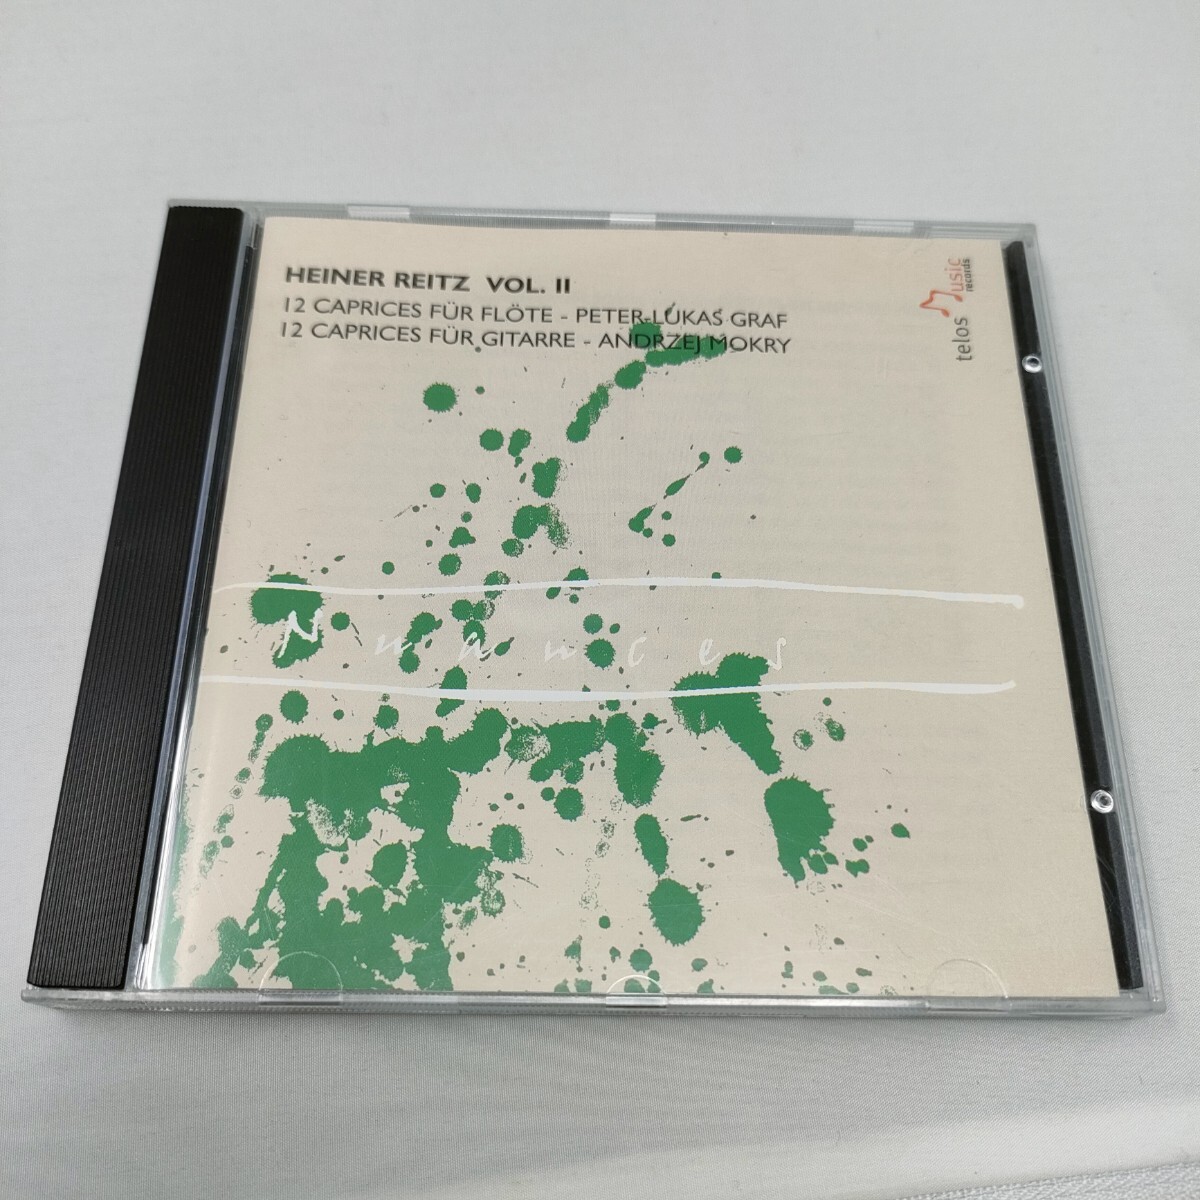 HEINER REITZ VOL. II
12 CAPRICES FÜR FLÖTE - PETER-LUKAS GRAF
12 CAPRICES FÜR GITARRE - ANDRZEJ MOKRY
telos Music
records
Nuances